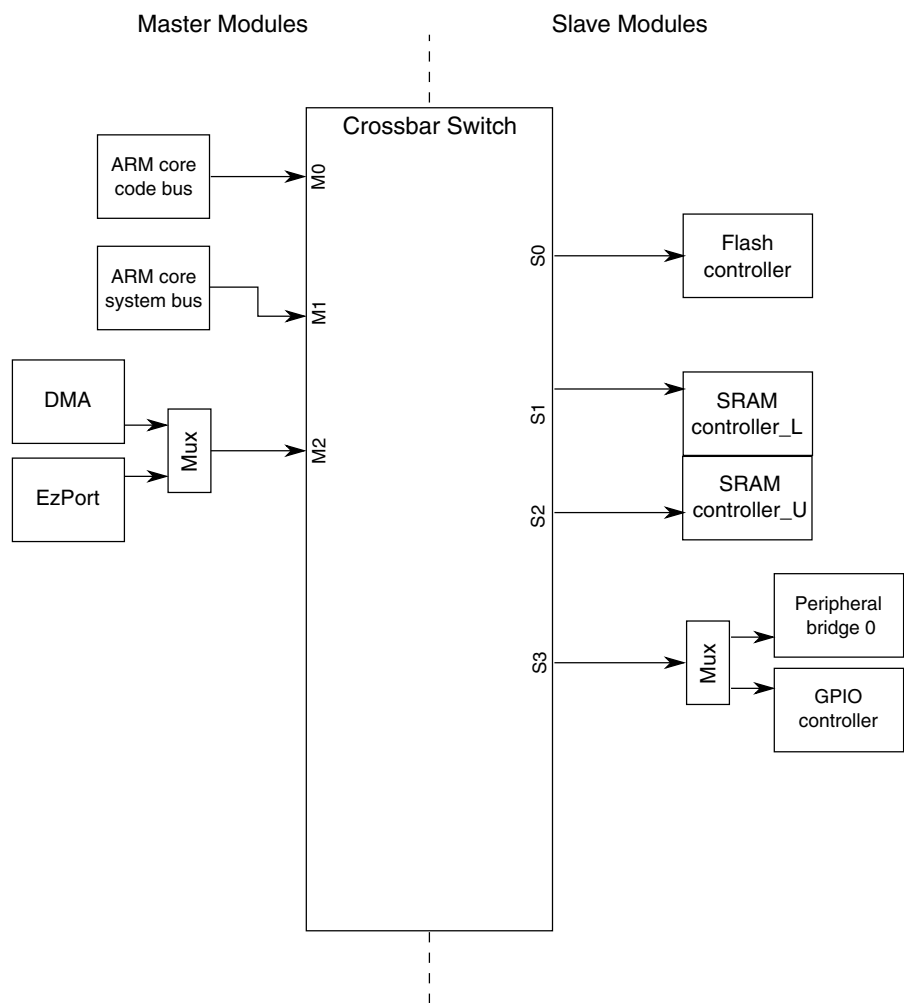 Master Modules
Slave Modules
Crossbar Switch
ARM core
code bus
M0
ARM core
system bus
M1
DMA
EzPort
Mux
M2
S0
Flash
controller
S1
SRAM
controller_L
S2
SRAM
controller_U
S3
Mux
Peripheral
bridge 0
GPIO
controller